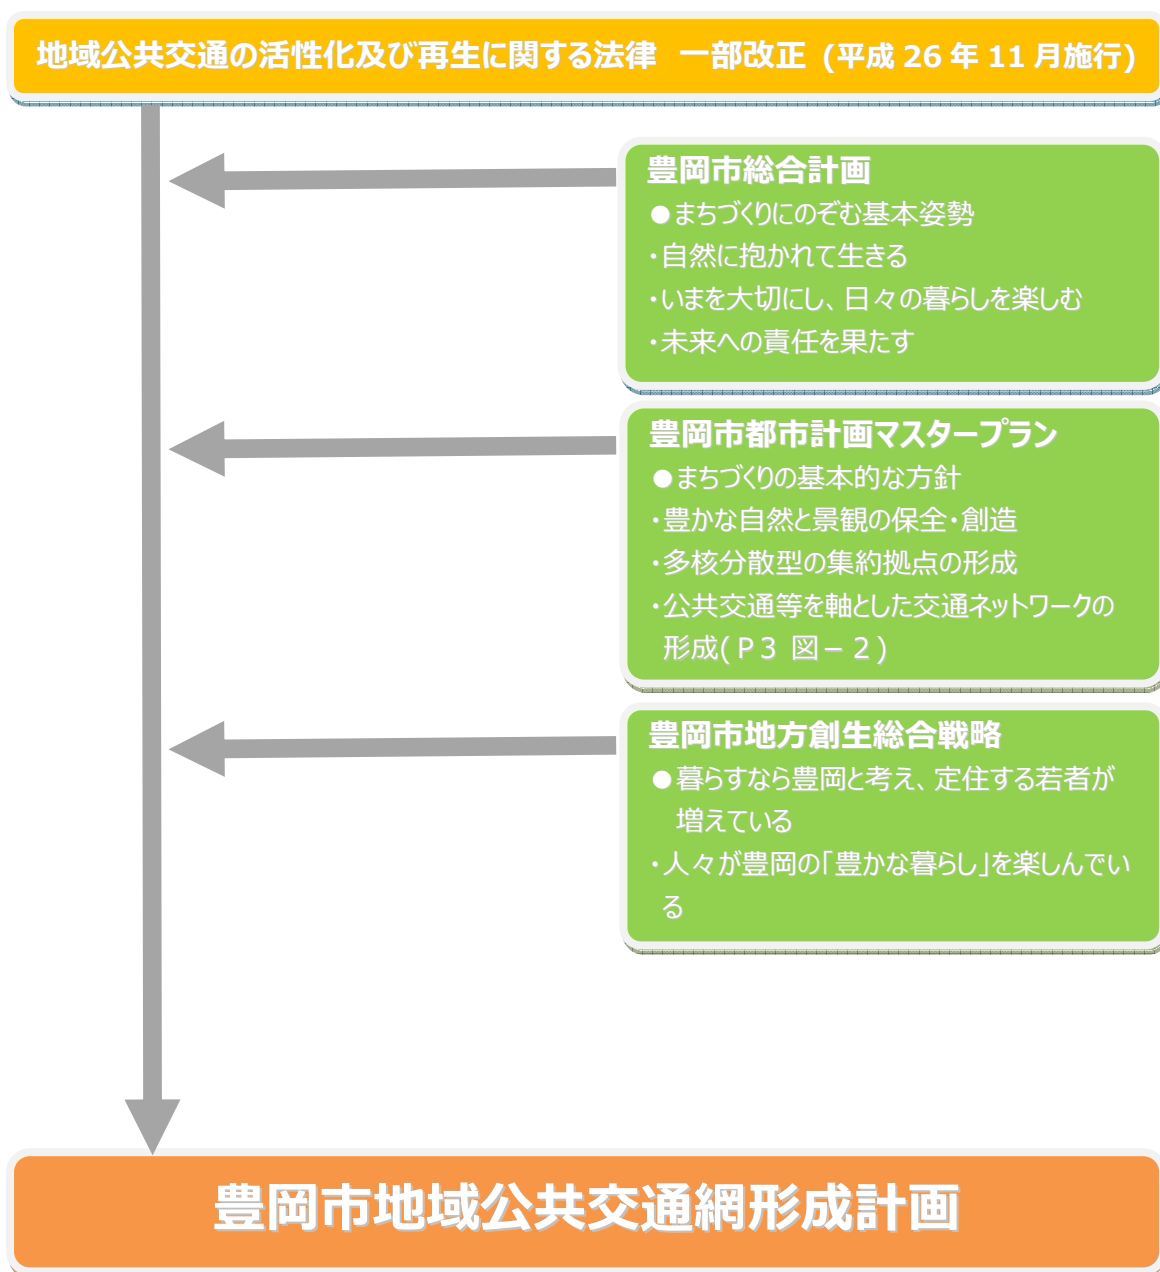 地域公共交通の活性化及び再生に関する法律　一部改正 (平成 26 年 11 月施行)
豊岡市総合計画
●まちづくりにのぞむ基本姿勢
・自然に抱かれて生きる
・いまを大切にし、日々の暮らしを楽しむ
・未来への責任を果たす
豊岡市都市計画マスタープラン
●まちづくりの基本的な方針
・豊かな自然と景観の保全・創造
・多核分散型の集約拠点の形成
・公共交通等を軸とした交通ネットワークの
形成(Ｐ３ 図－２)
豊岡市地方創生総合戦略
●暮らすなら豊岡と考え、定住する若者が
増えている
・人々が豊岡の「豊かな暮らし」を楽しんでい
る
豊岡市地域公共交通網形成計画